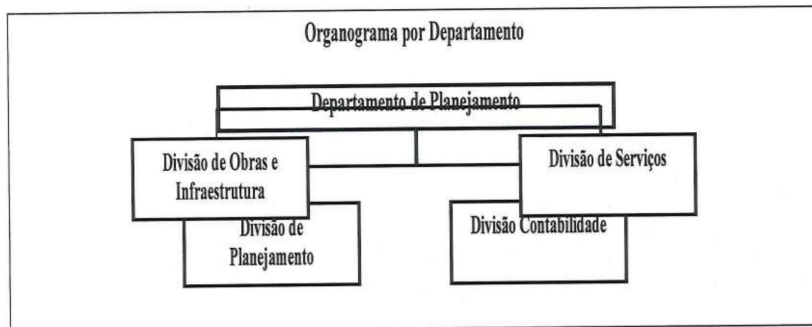 Organograma por Departamento
Departamento de Planejamento
Divisão de Obras e
Infraestrutura
Divisão de Serviços
Divisão de
Planejamento
Divisão Contabilidade